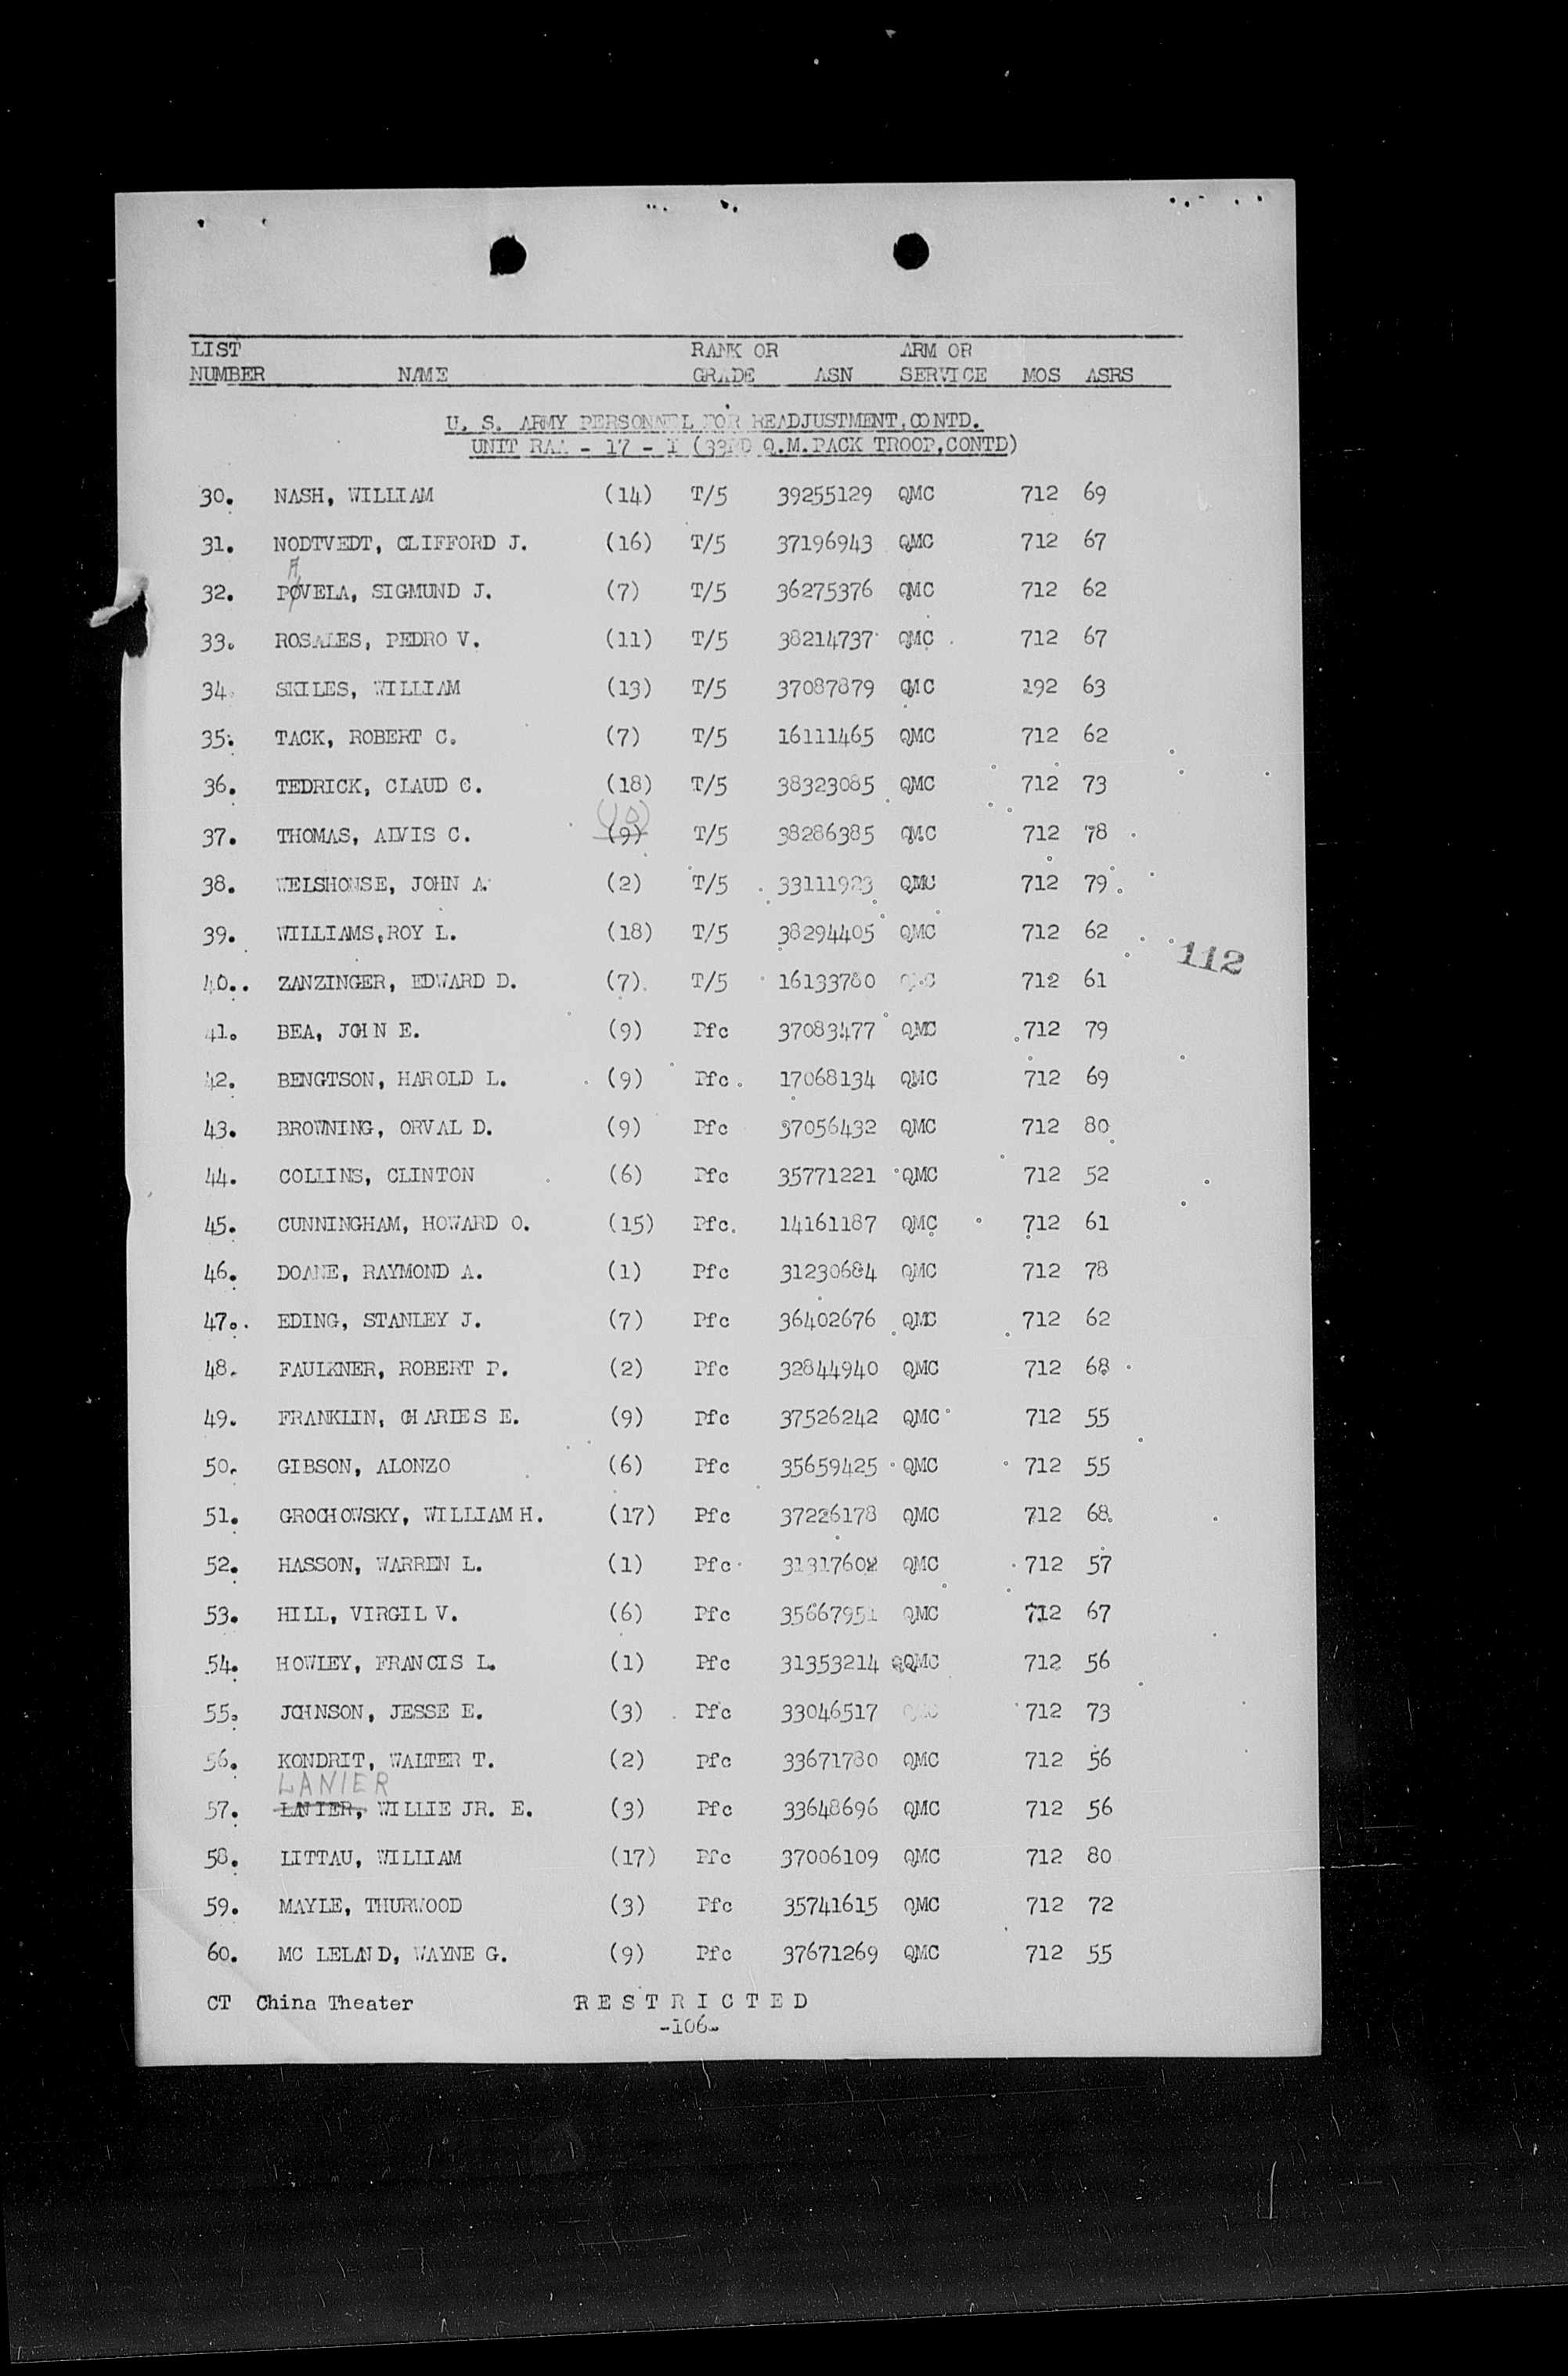 LIST RANK OR ARM OR
NUMBER NAME GRADE ASN SERVICE MOS ASRS
U. S. ARMY PERSONNEL FOR READJUSTMENT, CONTD.
UNIT RAA - 17 - I (33RD Q.M.PACK TROOP, CONTD)
30. NASH, WILLIAM (14) T/5 39255129 QMC 712 69
31. NODTVEDT, CLIFFORD J. (16) T/5 37196943 QMC 712 67
A
32. POVELA, SIGMUND J. (7) T/5 36275376 QMC 712 62
33. ROSALES, PEDRO V. (11) T/5 38214737 QMC 712 67
34. SKILES, WILLIAM (13) T/5 37087879 QMC 192 63
35. TACK, ROBERT C. (7) T/5 16111465 QMC 712 62
36. TEDRICK, CLAUD C. (18) T/5 38323085 QMC 712 73
37. THOMAS, ALVIS C. (9) T/5 38286385 QMC 712 78
38. WELSHONSE, JOHN A. (2) T/5 33111923 QMC 712 79
39. WILLIAMS, ROY L. (18) T/5 38294405 QMC 712 62
112
40. ZANZINGER, EDWARD D. (7) T/5 16133780 QMC 712 61
41. BEA, JOHN E. (9) Pfc 37083477 QMC 712 79
42. BENGTSON, HAROLD L. (9) Pfc 17068134 QMC 712 69
43. BROWNING, ORVAL D. (9) Pfc 37056432 QMC 712 80
44. COLLINS, CLINTON (6) Pfc 35771221 QMC 712 52
45. CUNNINGHAM, HOWARD O. (15) Pfc 14161187 QMC 712 61
46. DOANE, RAYMOND A. (1) Pfc 31230684 QMC 712 78
47. EDING, STANLEY J. (7) Pfc 36402676 QMC 712 62
48. FAULKNER, ROBERT P. (2) Pfc 32844940 QMC 712 68
49. FRANKLIN, CHARLES E. (9) Pfc 37526242 QMC 712 55
50. GIBSON, ALONZO (6) Pfc 35659425 QMC 712 55
51. GROCHOWSKY, WILLIAM H. (17) Pfc 37226178 QMC 712 68
52. HASSON, WARREN L. (1) Pfc 31317602 QMC 712 57
53. HILL, VIRGIL V. (6) Pfc 35667951 QMC 712 67
54. HOWLEY, FRANCIS L. (1) Pfc 31353214 QQMC 712 56
55. JOHNSON, JESSE E. (3) Pfc 33046517 QMC 712 73
56. KONDRIT, WALTER T. (2) Pfc 33671780 QMC 712 56
LANIER
57. LANIER, WILLIE JR. E. (3) Pfc 33648696 QMC 712 56
58. LITTAU, WILLIAM (17) Pfc 37006109 QMC 712 80
59. MAYLE, THURWOOD (3) Pfc 35741615 QMC 712 72
60. MC LELAND, WAYNE G. (9) Pfc 37671269 QMC 712 55
CT China Theater RESTRICTED
-106-